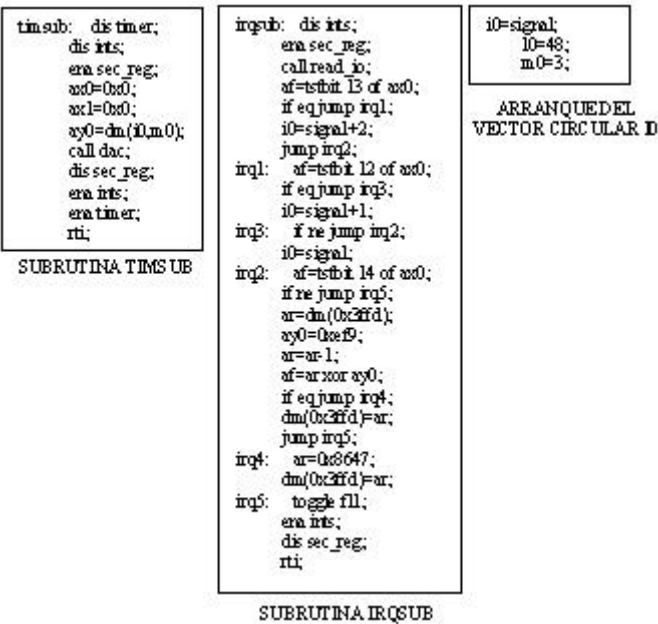 timsub: dis timer;
dis ints;
ena sec_reg;
ax0=0x0;
ax1=0x0;
ay0=dm(i0,m0);
call dac;
dis sec_reg;
ena ints;
ena timer;
rti;
SUBRUTINA TIMSUB
irqsub: dis ints;
ena sec_reg;
call read_io;
af=tstbit 13 of ax0;
if eq jump irq1;
i0=signal+2;
jump irq2;
irq1: af=tstbit 12 of ax0;
if eq jump irq3;
i0=signal+1;
irq3: if ne jump irq2;
i0=signal;
irq2: af=tstbit 14 of ax0;
if ne jump irq5;
ar=dm(0x3ffd);
ay0=0xef9;
ar=ar-1;
af=ar xor ay0;
if eq jump irq4;
dm(0x3ffd)=ar;
jump irq5;
irq4: ar=0x8647;
dm(0x3ffd)=ar;
irq5: toggle fl1;
ena ints;
dis sec_reg;
rti;
SUBRUTINA IRQSUB
i0=signal;
l0=48;
m0=3;
ARRANQUE DEL
VECTOR CIRCULAR I0